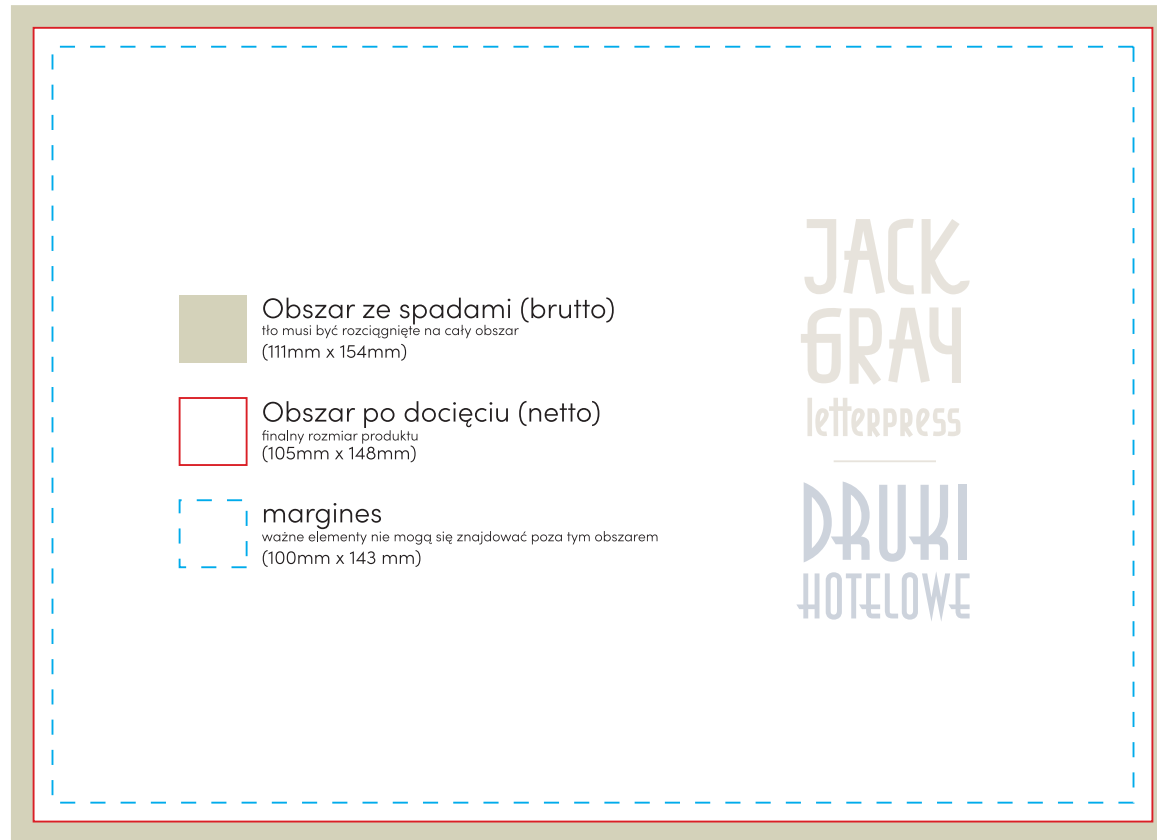 Obszar ze spadami (brutto)
tło musi być rozciągnięte na cały obszar
(111mm x 154mm)
Obszar po docięciu (netto)
finalny rozmiar produktu
(105mm x 148mm)
margines
ważne elementy nie mogą się znajdować poza tym obszarem
(100mm x 143 mm)
JACK
GRAY
letterpress
DRUKI
HOTELOWE